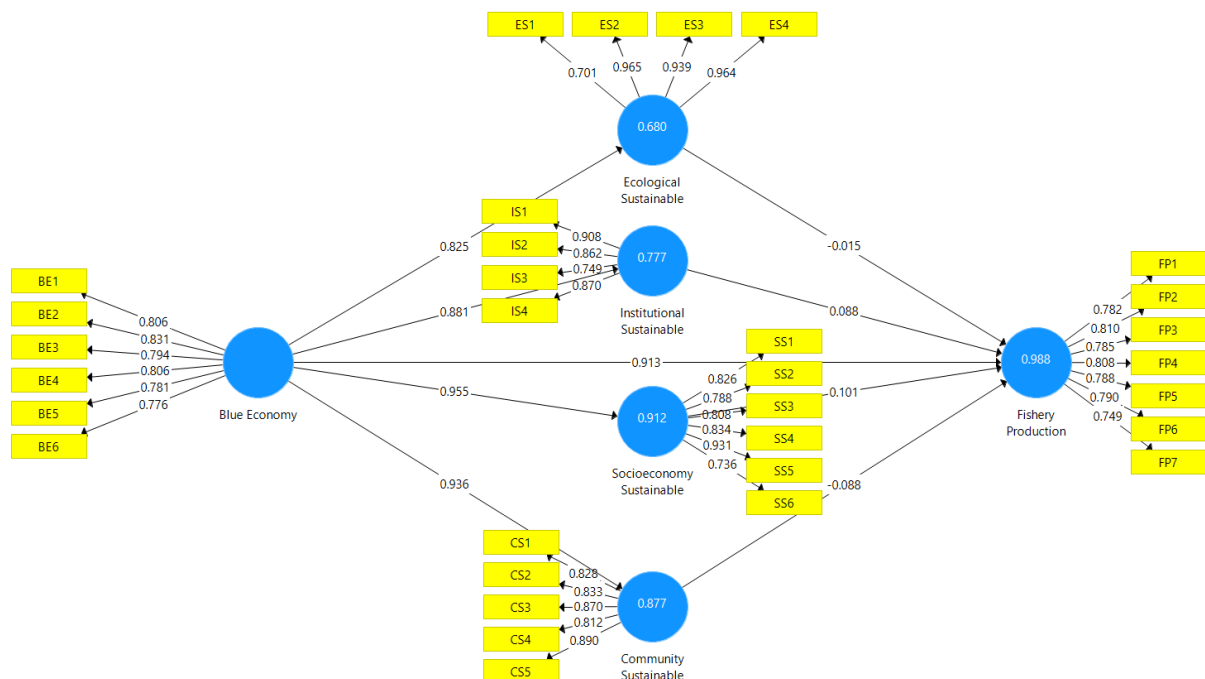 ES1 ES2 ES3 ES4
0.701 0.965 0.939 0.964
0.680
Ecological
Sustainable
IS1
IS2
IS3
IS4
0.908
0.862
0.749
0.870
0.777
Institutional
Sustainable
0.825
0.881
0.913
0.955
0.936
-0.015
0.088
0.101
-0.088
BE1
BE2
BE3
BE4
BE5
BE6
0.806
0.831
0.794
0.806
0.781
0.776
Blue Economy
SS1
SS2
SS3
SS4
SS5
SS6
0.826
0.788
0.808
0.834
0.931
0.736
0.912
Socioeconomy
Sustainable
CS1
CS2
CS3
CS4
CS5
0.828
0.833
0.870
0.812
0.890
0.877
Community
Sustainable
0.988
Fishery
Production
FP1
FP2
FP3
FP4
FP5
FP6
FP7
0.782
0.810
0.785
0.808
0.788
0.790
0.749